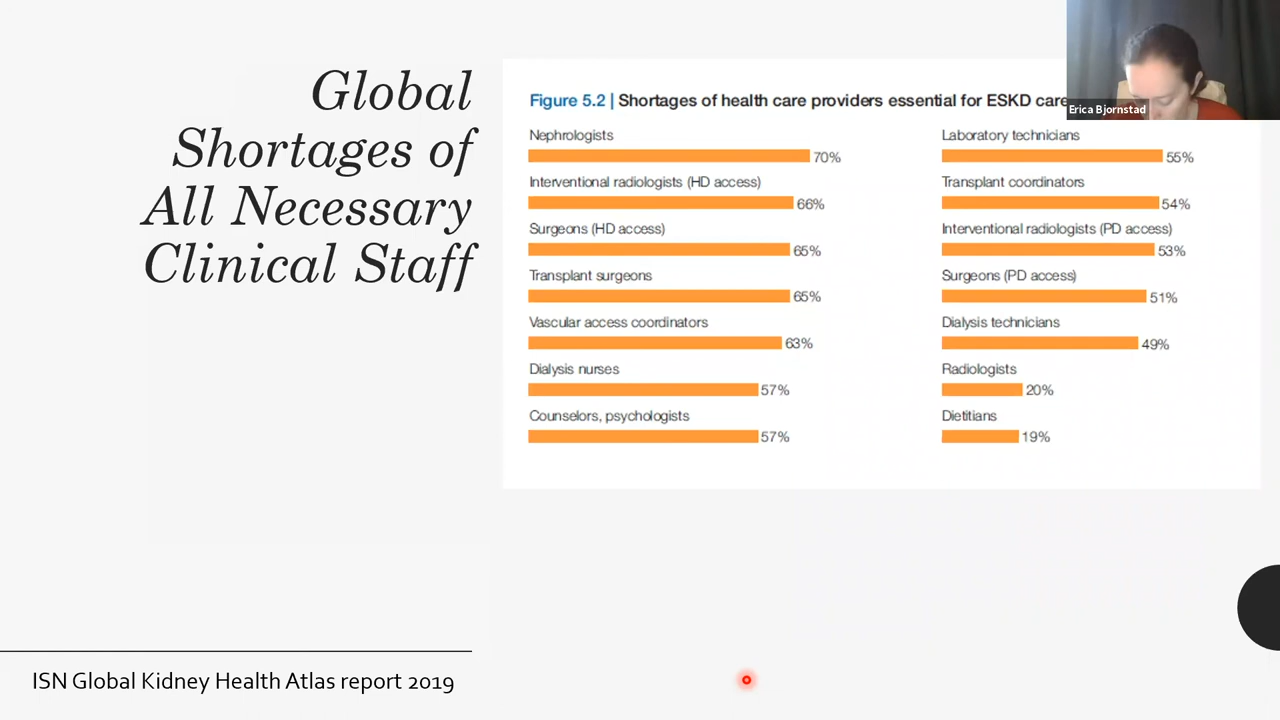 Global
Shortages of
All Necessary
Clinical Staff
Figure 5.2 | Shortages of health care providers essential for ESKD care
Erica Bjornstad
Nephrologists
70%
Interventional radiologists (HD access)
66%
Surgeons (HD access)
65%
Transplant surgeons
65%
Vascular access coordinators
63%
Dialysis nurses
57%
Counselors, psychologists
57%
Laboratory technicians
55%
Transplant coordinators
54%
Interventional radiologists (PD access)
53%
Surgeons (PD access)
51%
Dialysis technicians
49%
Radiologists
20%
Dietitians
19%
ISN Global Kidney Health Atlas report 2019